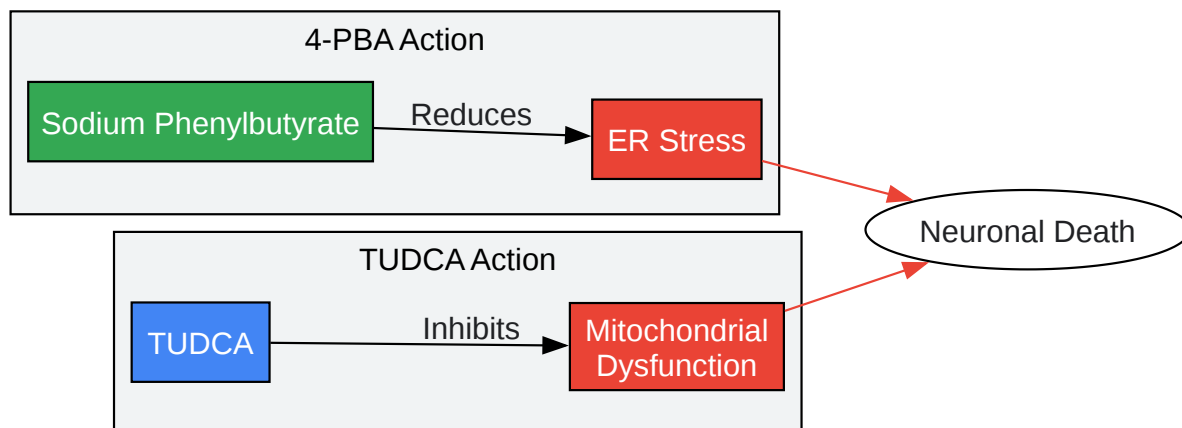 4-PBA Action
Sodium Phenylbutyrate
Reduces
ER Stress
Neuronal Death
TUDCA Action
TUDCA
Inhibits
Mitochondrial
Dysfunction